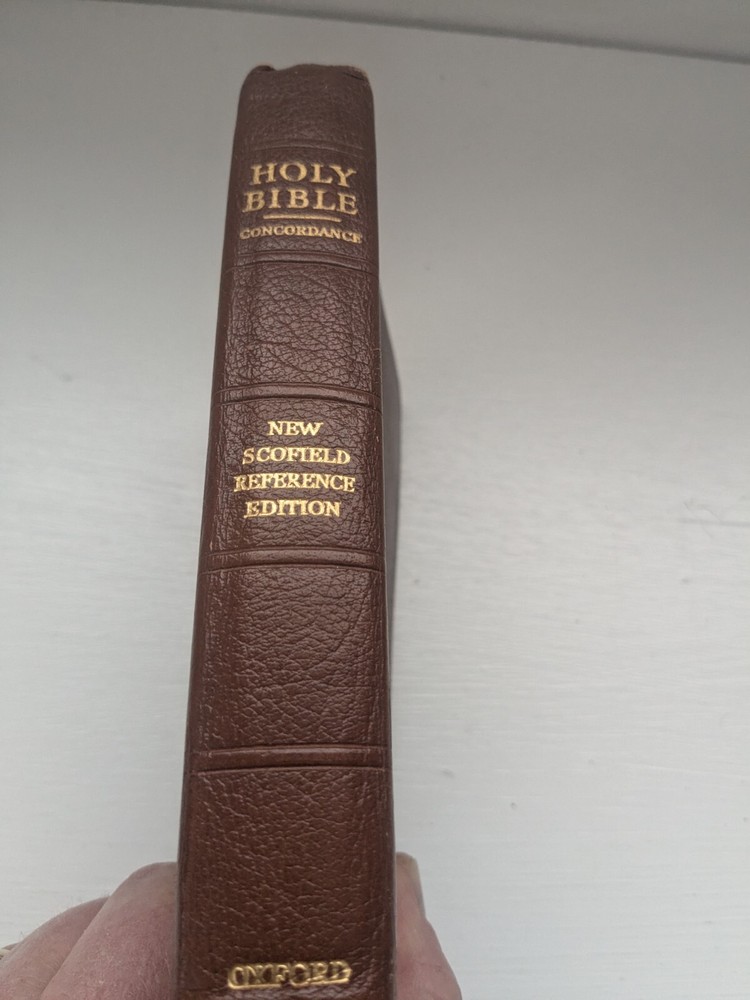 HOLY
BIBLE
CONCORDANCE
NEW
SCOFIELD
REFERENCE
EDITION
OXFORD